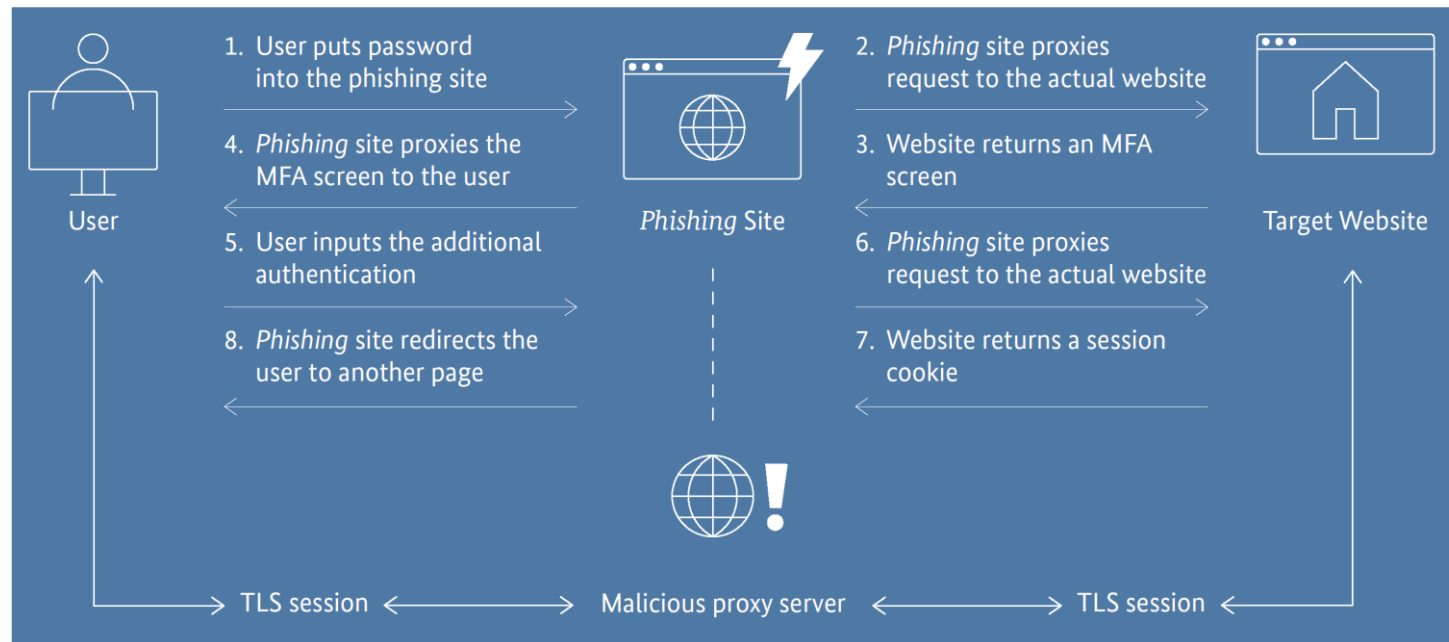 1. User puts password
into the phishing site
2. Phishing site proxies
request to the actual website
4. Phishing site proxies the
MFA screen to the user
3. Website returns an MFA
screen
User
Phishing Site
Target Website
5. User inputs the additional
authentication
6. Phishing site proxies
request to the actual website
8. Phishing site redirects the
user to another page
7. Website returns a session
cookie
!
TLS session
Malicious proxy server
TLS session